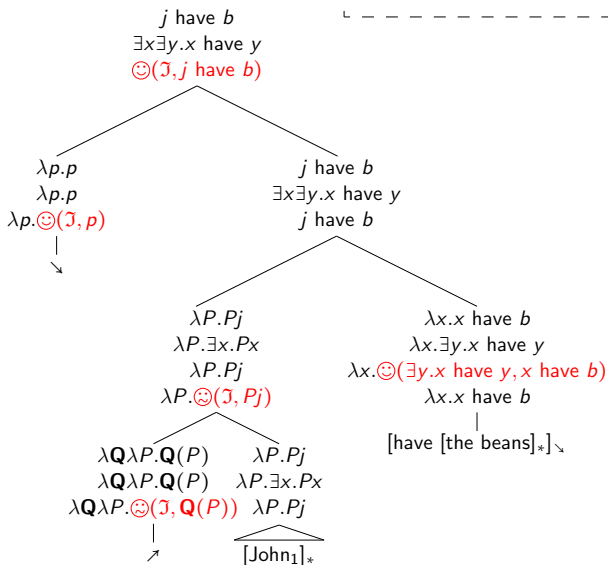 j have b
∃x∃y.x have y
☺(ℑ, j have b)
λp.p
λp.p
λp.☺(ℑ, p)
↘
j have b
∃x∃y.x have y
j have b
λP.Pj
λP.∃x.Px
λP.Pj
λP.☹(ℑ, Pj)
λQλP.Q(P)
λQλP.Q(P)
λQλP.☹(ℑ, Q(P))
↗
λP.Pj
λP.∃x.Px
λP.Pj
[John₁]*
λx.x have b
λx.∃y.x have y
λx.☺(∃y.x have y, x have b)
λx.x have b
[have [the beans]*]↘